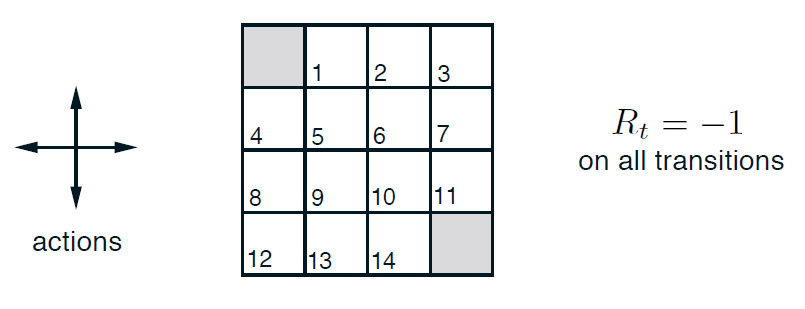 1 2 3
4 5 6 7
8 9 10 11
12 13 14
actions
R_t = −1
on all transitions